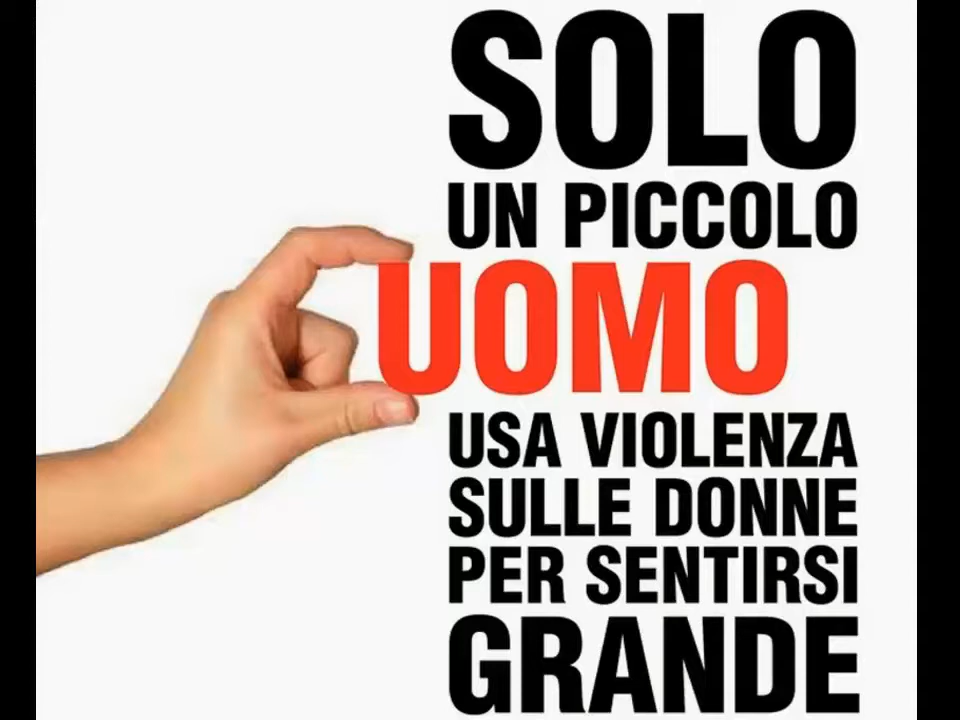 SOLO
UN PICCOLO
UOMO
USA VIOLENZA
SULLE DONNE
PER SENTIRSI
GRANDE